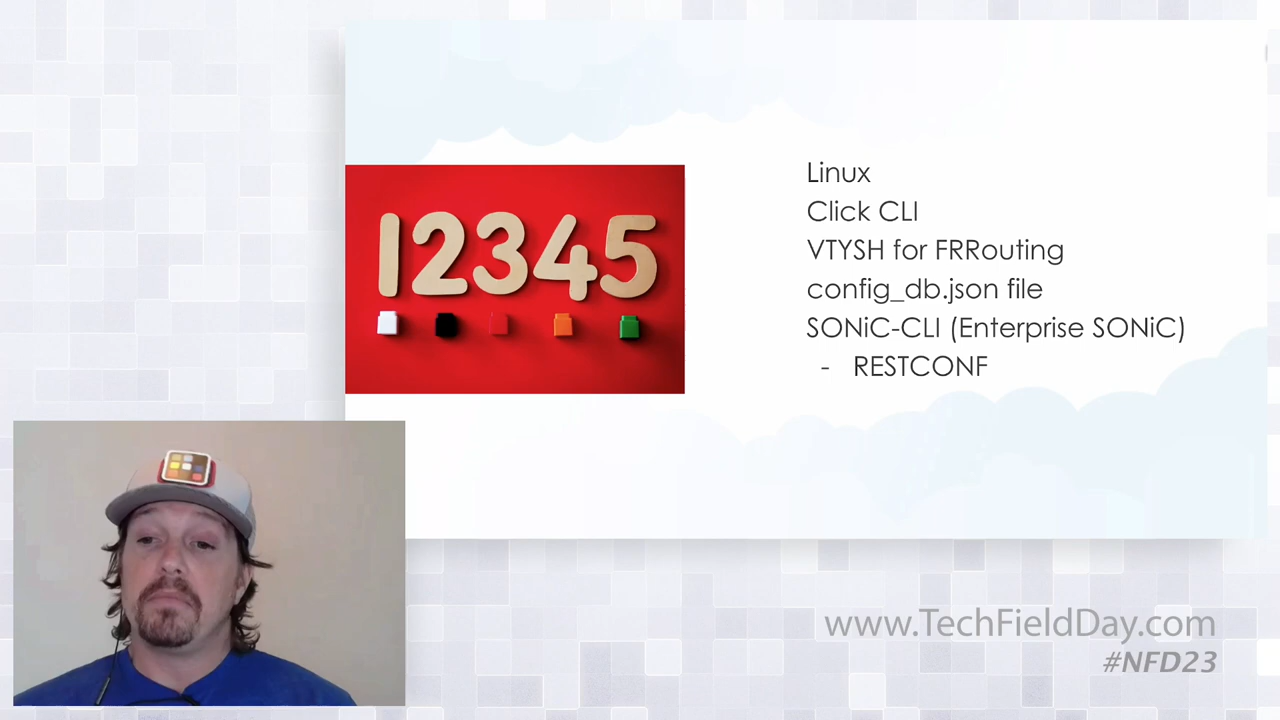 12345
Linux
Click CLI
VTYSH for FRRouting
config_db.json file
SONiC-CLI (Enterprise SONiC)
- RESTCONF
www.TechFieldDay.com
#NFD23